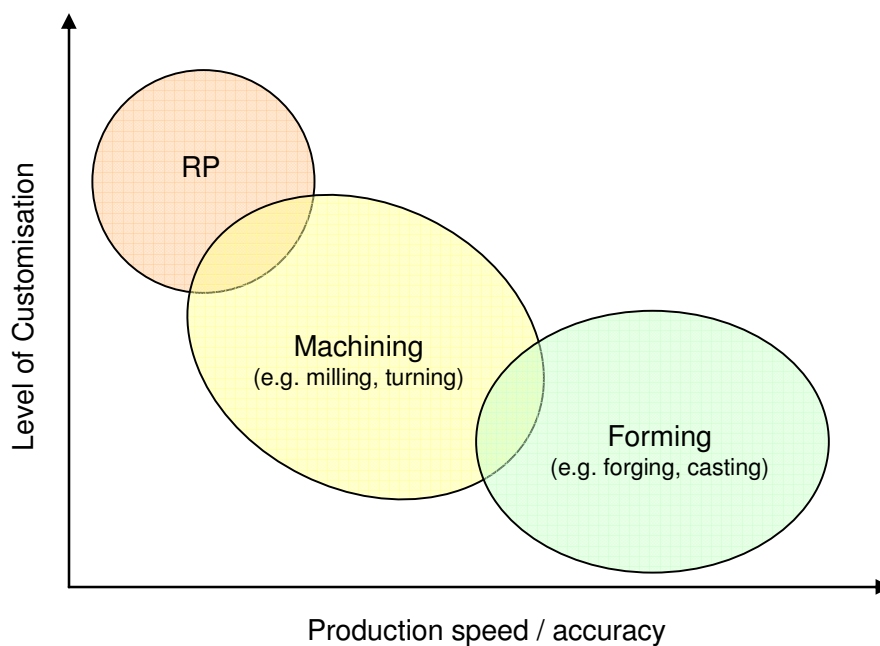 Level of Customisation
RP
Machining
(e.g. milling, turning)
Forming
(e.g. forging, casting)
Production speed / accuracy